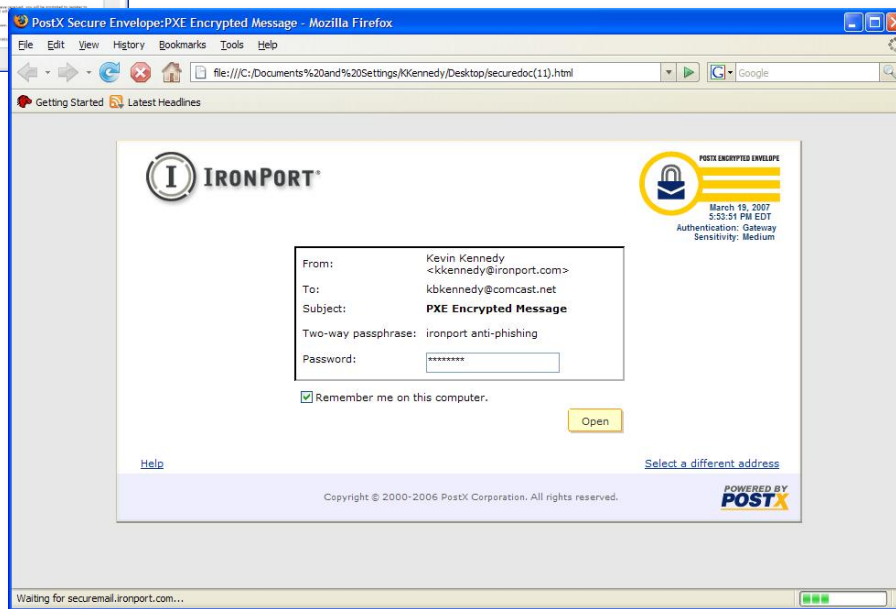 PostX Secure Envelope:PXE Encrypted Message - Mozilla Firefox
File Edit View History Bookmarks Tools Help
file:///C:/Documents%20and%20Settings/KKennedy/Desktop/securedoc(11).html
G Google
Getting Started Latest Headlines
I IRONPORT
POSTX ENCRYPTED ENVELOPE
March 19, 2007
5:53:51 PM EDT
Authentication: Gateway
Sensitivity: Medium
From: Kevin Kennedy
<kkennedy@ironport.com>
To: kbkennedy@comcast.net
Subject: PXE Encrypted Message
Two-way passphrase: ironport anti-phishing
Password: ********
Remember me on this computer.
Open
Help Select a different address
Copyright © 2000-2006 PostX Corporation. All rights reserved.
POWERED BY
POSTX
Waiting for securemail.ironport.com...